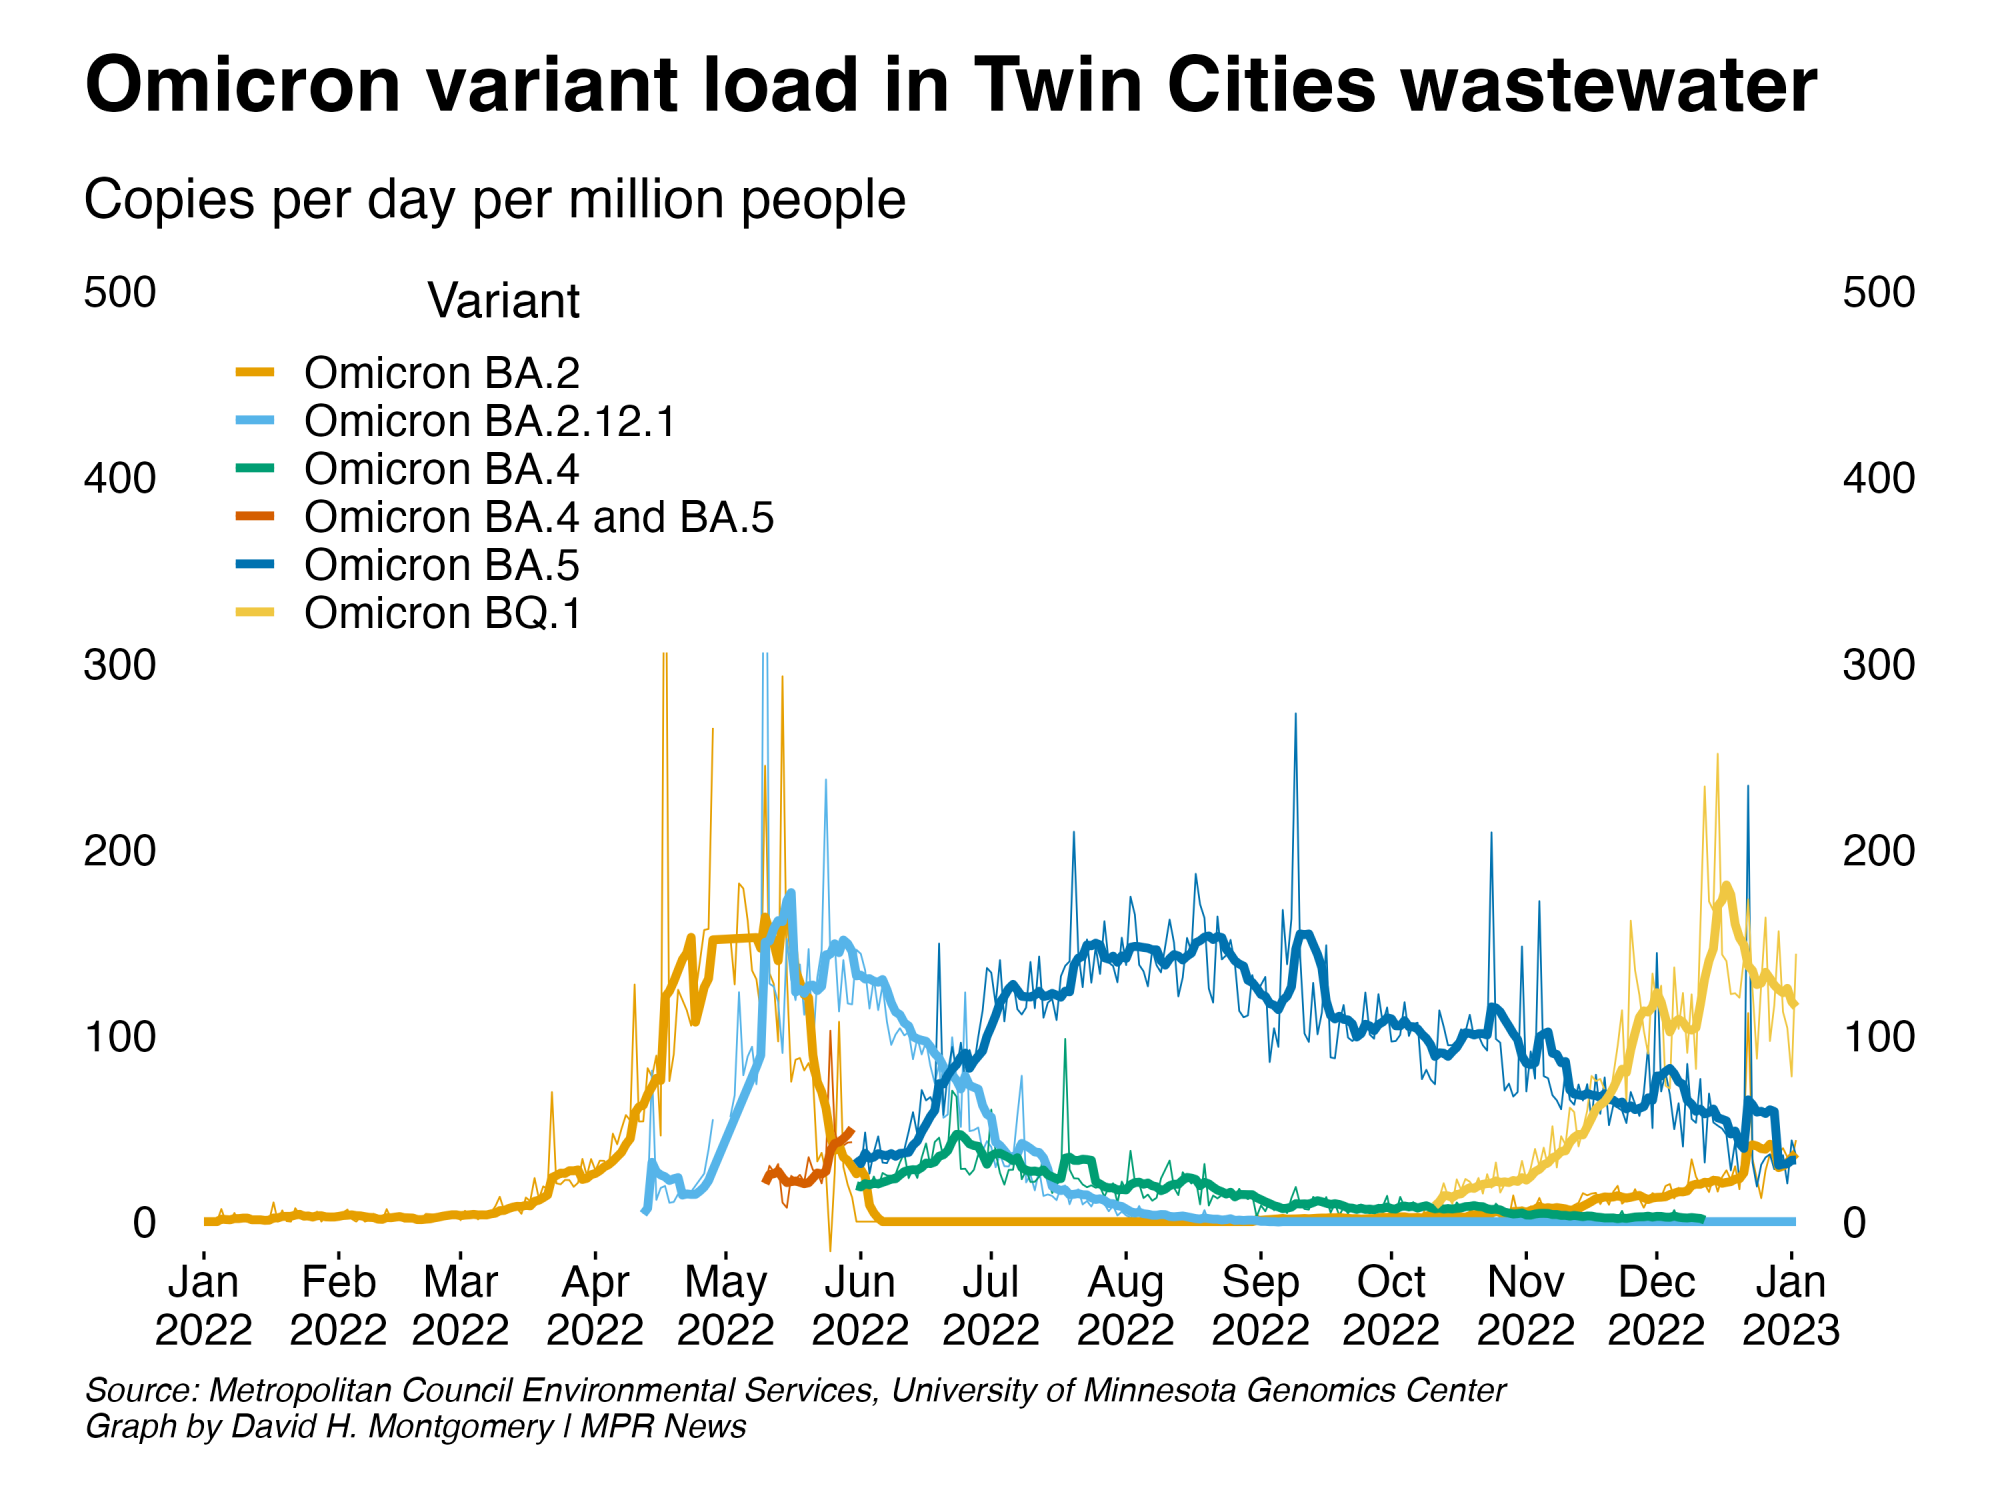 Omicron variant load in Twin Cities wastewater
Copies per day per million people
500 500
Variant
Omicron BA.2
Omicron BA.2.12.1
400 400
Omicron BA.4
Omicron BA.4 and BA.5
Omicron BA.5
Omicron BQ.1
300 300
200 200
100 100
0 0
Jan Feb Mar Apr May Jun Jul Aug Sep Oct Nov Dec Jan
2022 2022 2022 2022 2022 2022 2022 2022 2022 2022 2022 2022 2023
Source: Metropolitan Council Environmental Services, University of Minnesota Genomics Center
Graph by David H. Montgomery | MPR News